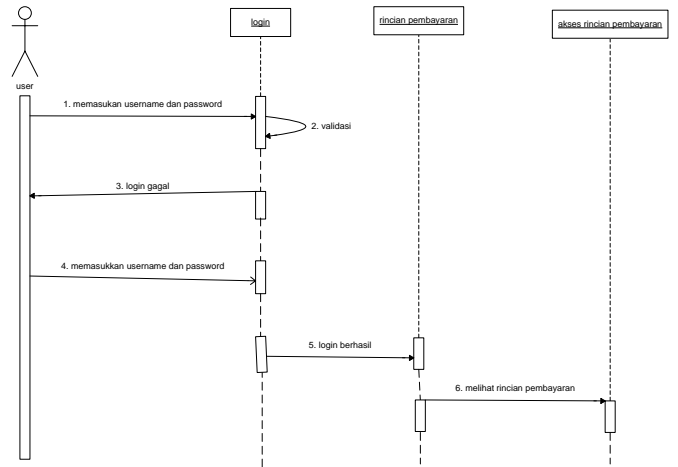 login
rincian pembayaran
akses rincian pembayaran
user
1. memasukan username dan password
2. validasi
3. login gagal
4. memasukkan username dan password
5. login berhasil
6. melihat rincian pembayaran